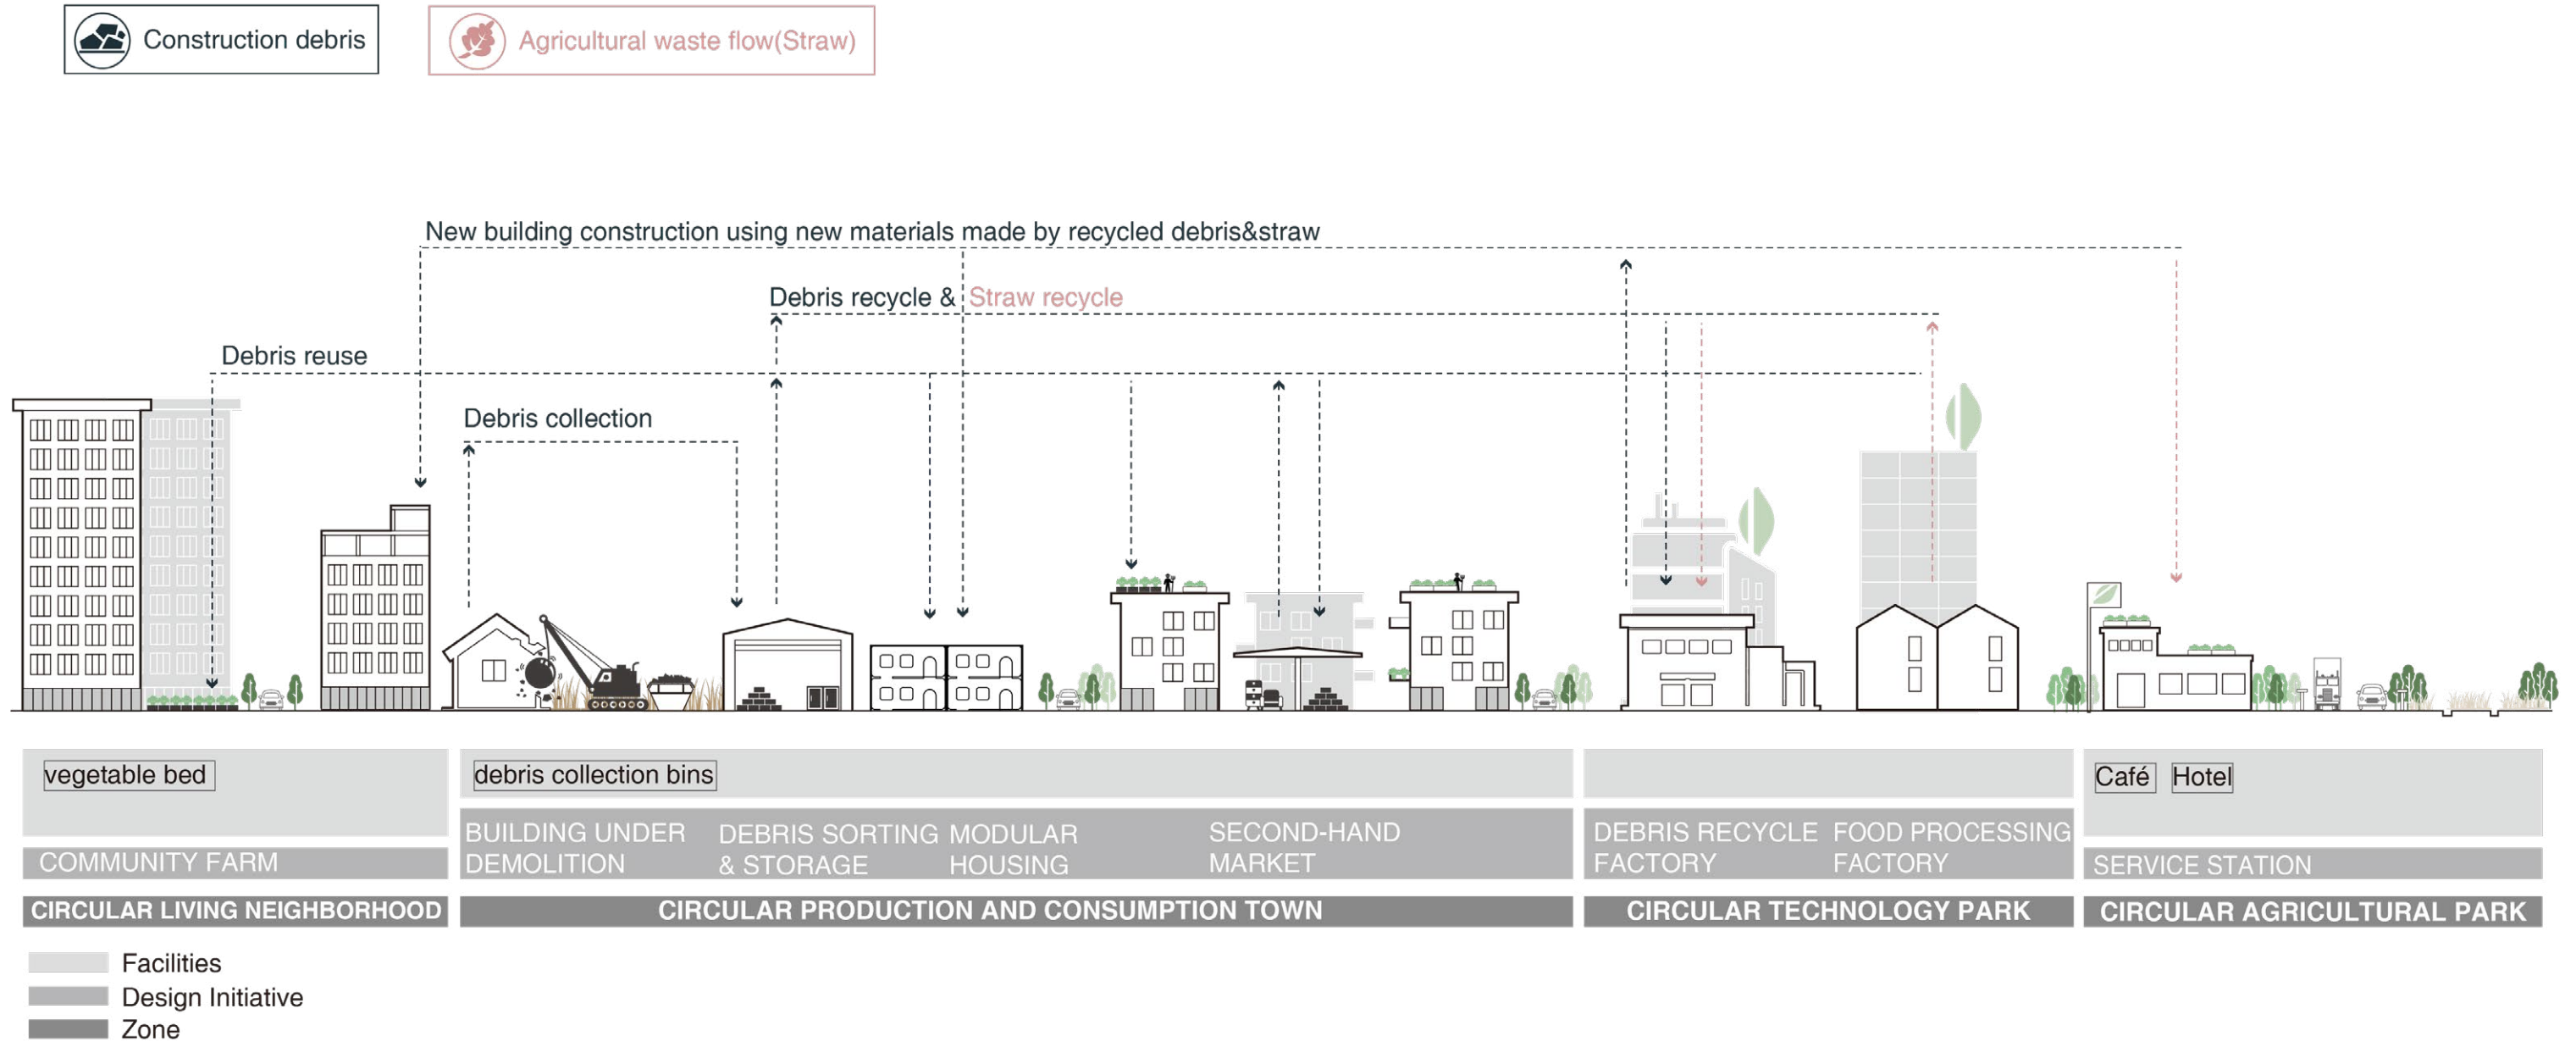 Construction debris
Agricultural waste flow(Straw)
New building construction using new materials made by recycled debris&straw
Debris recycle & Straw recycle
Debris reuse
Debris collection
vegetable bed
debris collection bins
Café
Hotel
COMMUNITY FARM
BUILDING UNDER
DEMOLITION
DEBRIS SORTING
& STORAGE
MODULAR
HOUSING
SECOND-HAND
MARKET
DEBRIS RECYCLE
FACTORY
FOOD PROCESSING
FACTORY
SERVICE STATION
CIRCULAR LIVING NEIGHBORHOOD
CIRCULAR PRODUCTION AND CONSUMPTION TOWN
CIRCULAR TECHNOLOGY PARK
CIRCULAR AGRICULTURAL PARK
Facilities
Design Initiative
Zone